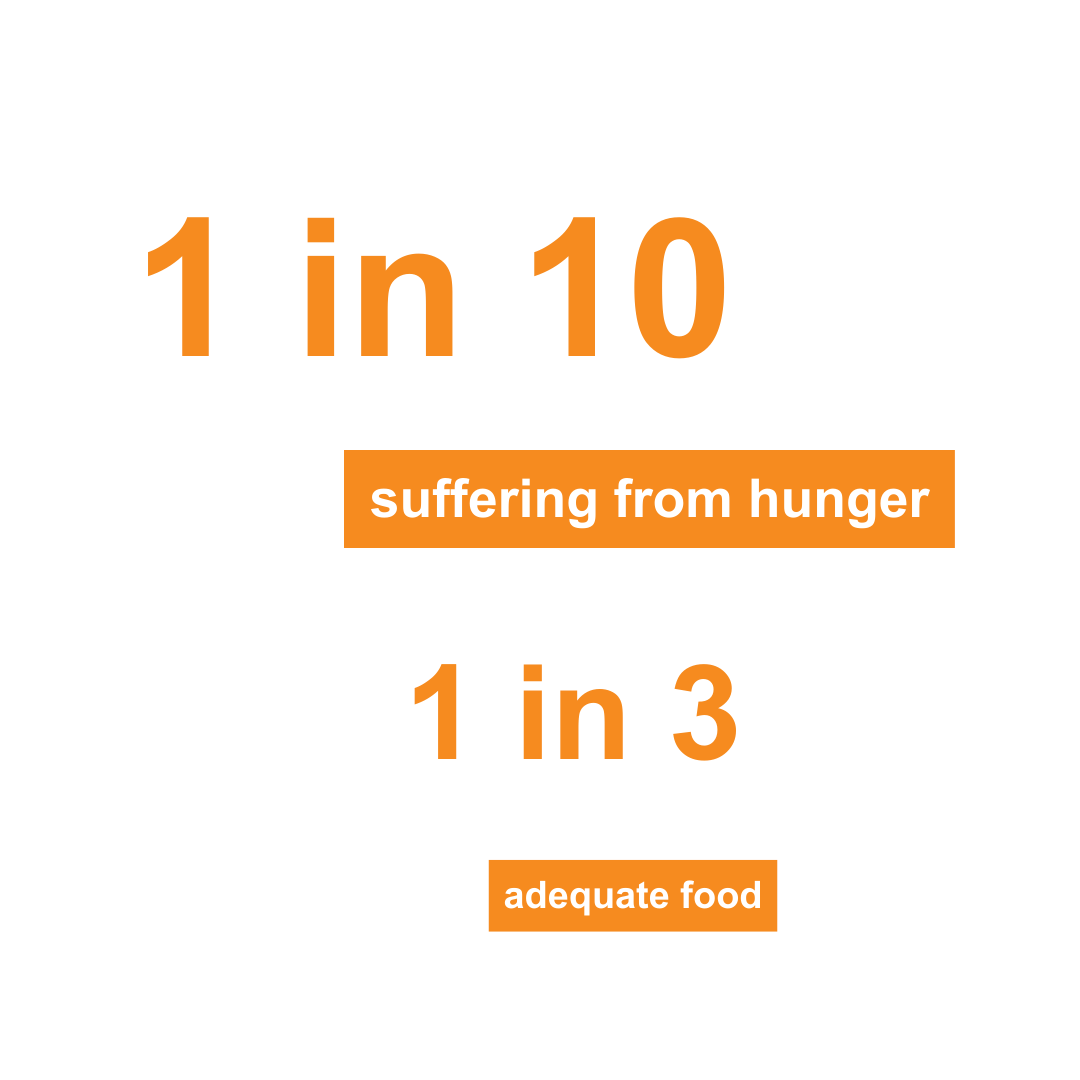 1 in 10
suffering from hunger
1 in 3
adequate food